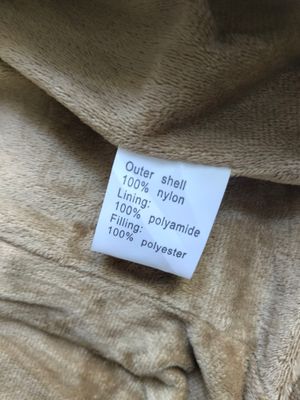 Outer shell
100% nylon
Lining:
100% polyamide
Filling:
100% polyester